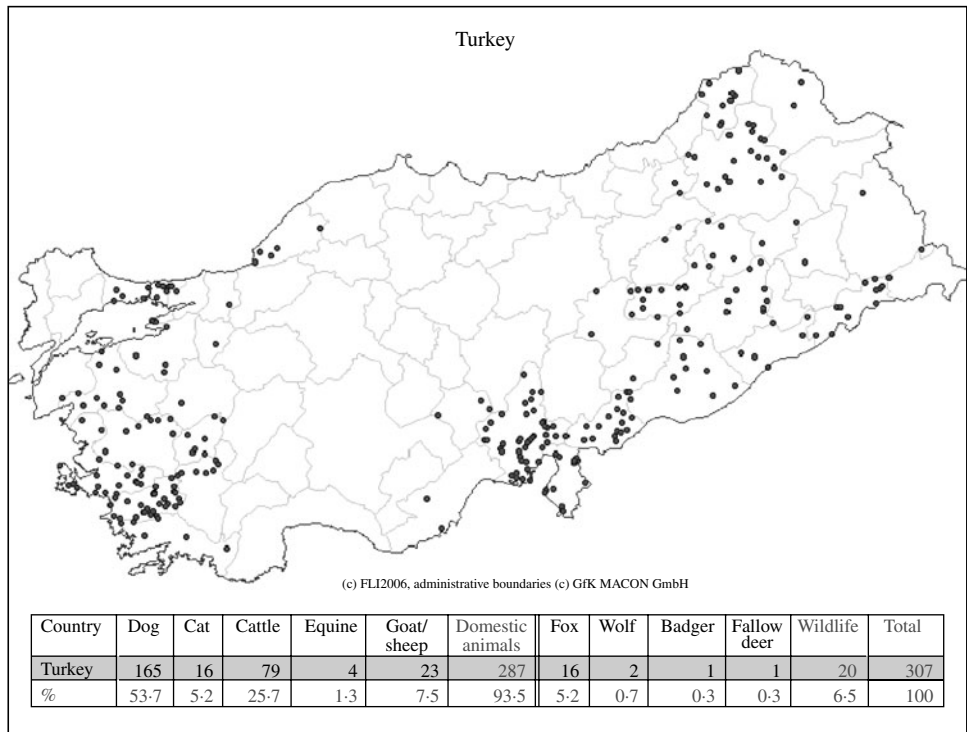 Turkey
(c) FLI2006, administrative boundaries (c) GfK MACON GmbH
Country Dog Cat Cattle Equine Goat/ sheep Domestic animals Fox Wolf Badger Fallow deer Wildlife Total
Turkey 165 16 79 4 23 287 16 2 1 1 20 307
% 53·7 5·2 25·7 1·3 7·5 93·5 5·2 0·7 0·3 0·3 6·5 100